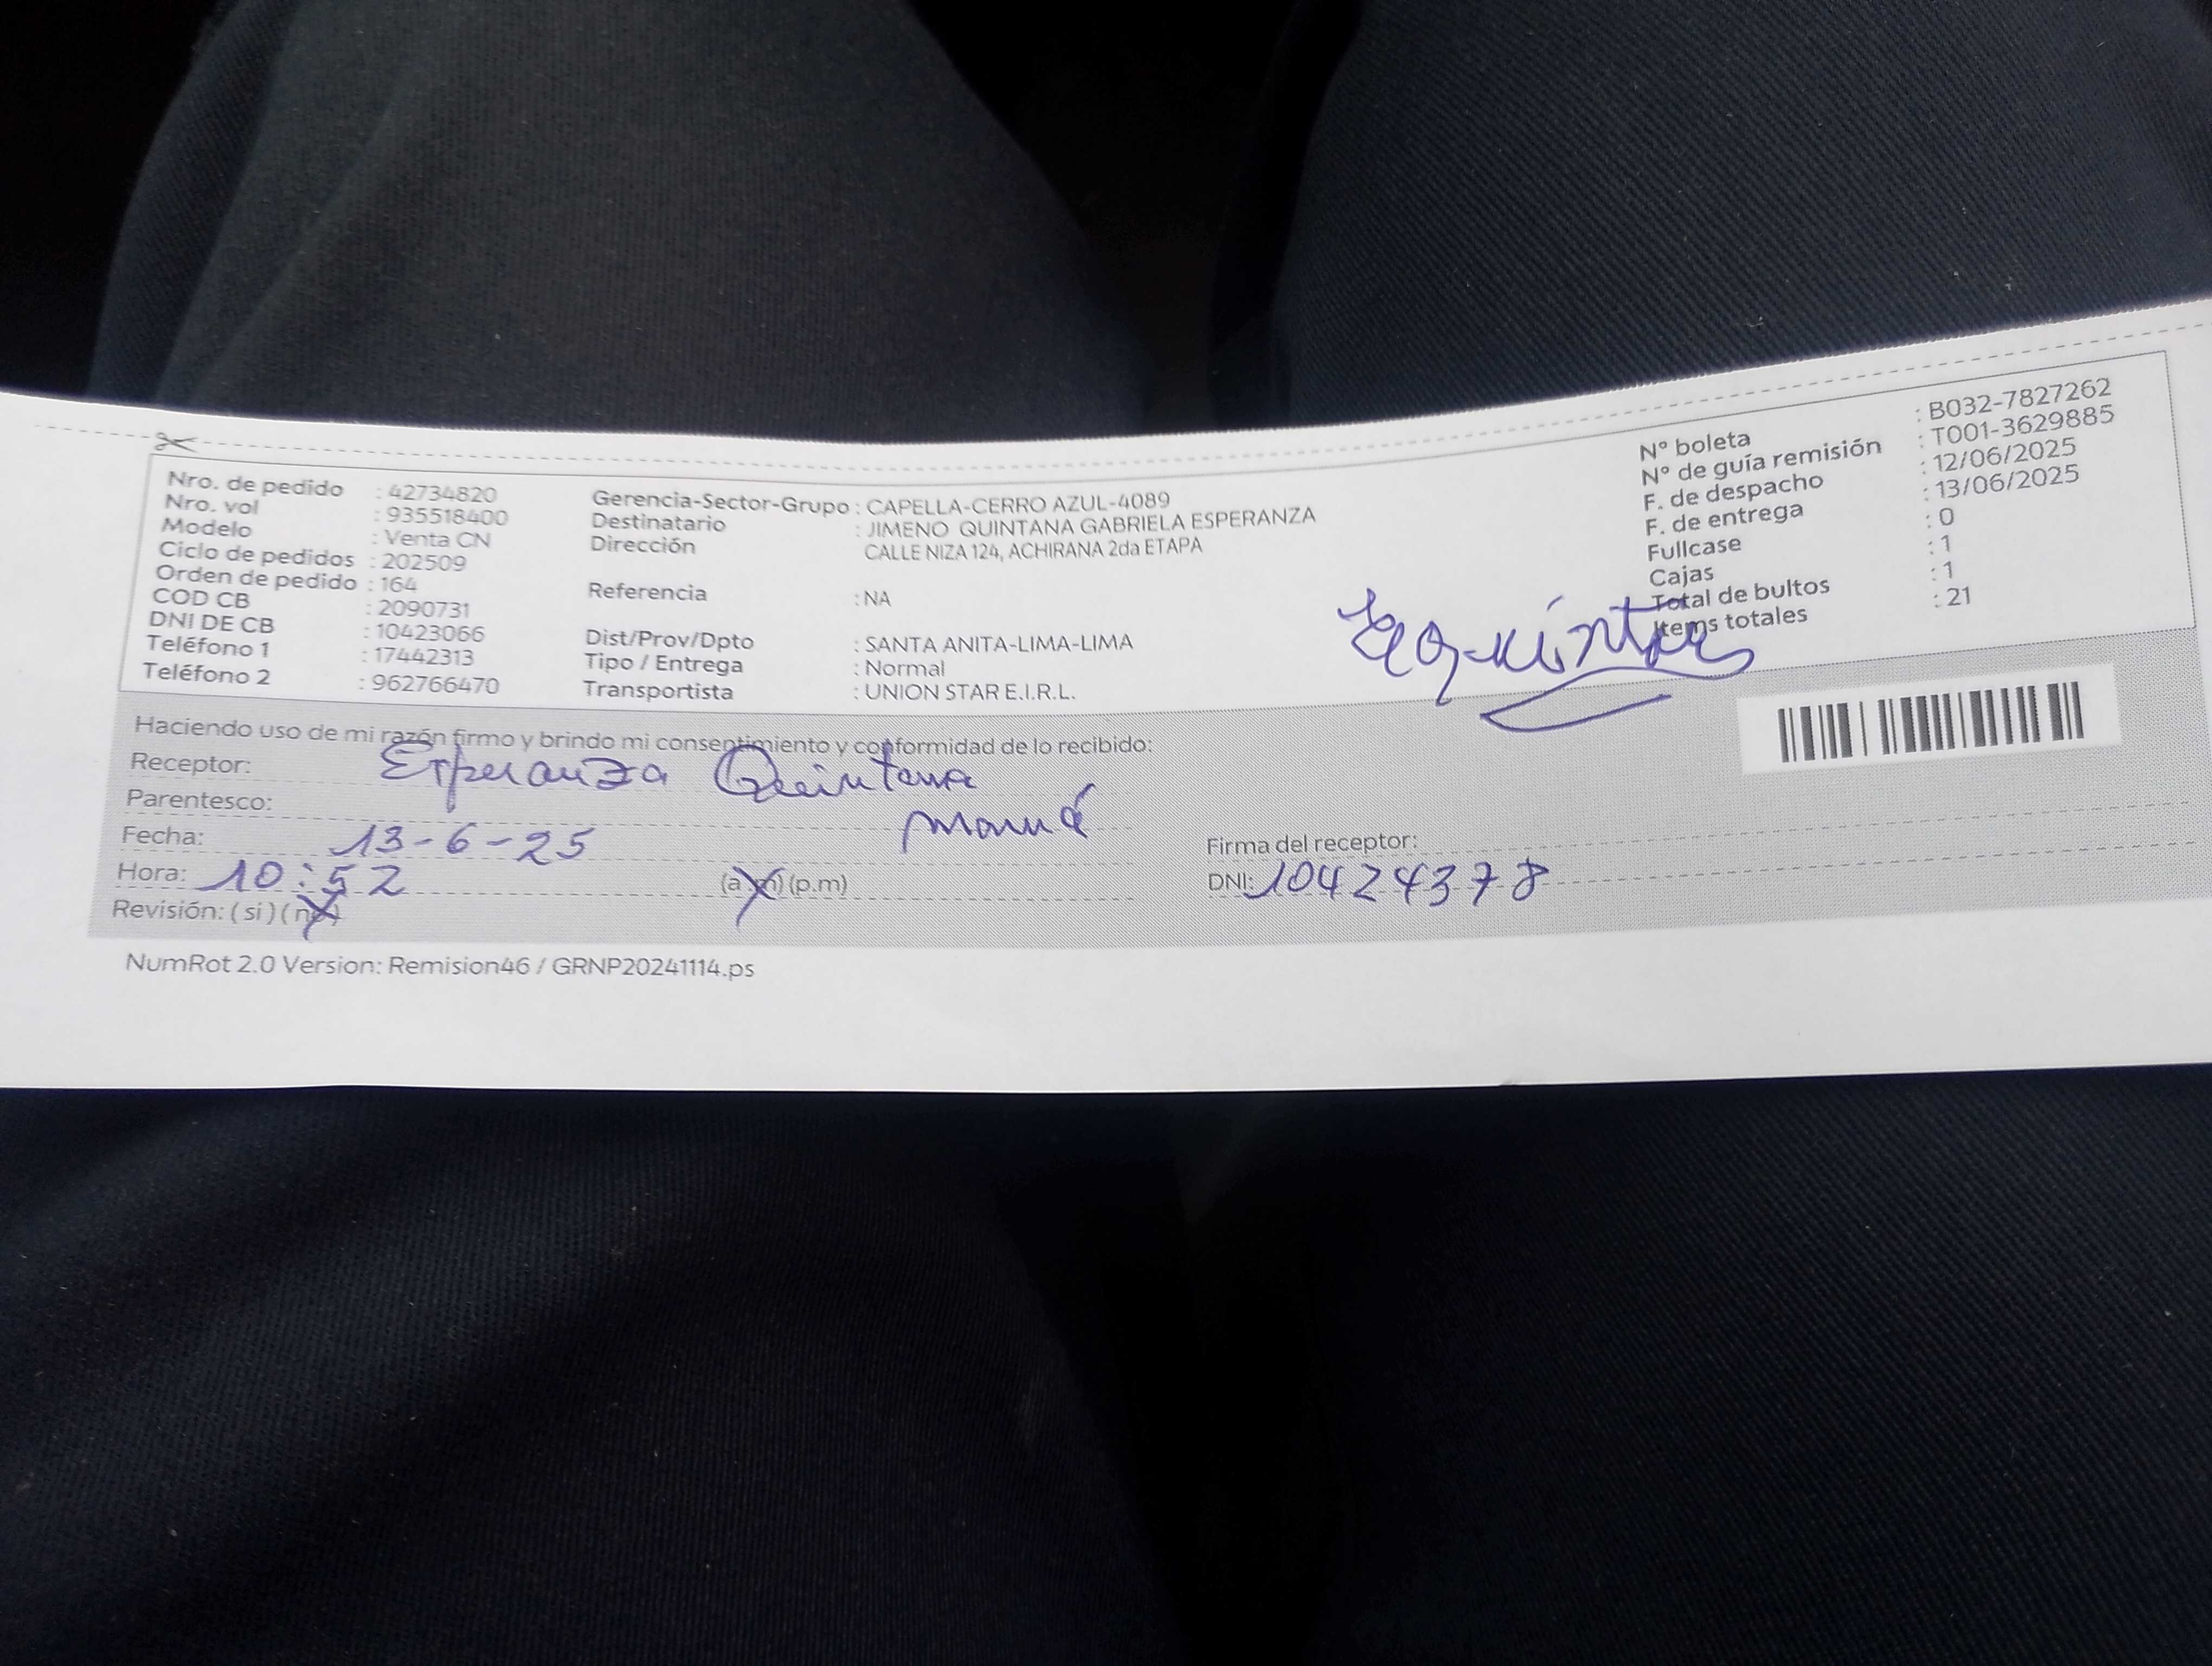 Nro. de pedido : 42734820
Nro. vol : 935518400
Modelo : Venta CN
Ciclo de pedidos : 202509
Orden de pedido : 164
COD CB : 2090731
DNI DE CB : 10423066
Teléfono 1 : 17442313
Teléfono 2 : 962766470
Gerencia-Sector-Grupo : CAPELLA-CERRO AZUL-4089
Destinatario : JIMENO QUINTANA GABRIELA ESPERANZA
Dirección CALLE NIZA 124, ACHIRANA 2da ETAPA
Referencia : NA
Dist/Prov/Dpto : SANTA ANITA-LIMA-LIMA
Tipo / Entrega : Normal
Transportista : UNION STAR E.I.R.L.
N° boleta : B032-7827262
N° de guía remisión : T001-3629885
F. de despacho : 12/06/2025
F. de entrega : 13/06/2025
Fullcase : 0
Cajas : 1
Total de bultos : 1
Items totales : 21
Haciendo uso de mi razón firmo y brindo mi consentimiento y conformidad de lo recibido:
Receptor: Esperanza Quintana
Parentesco: mamá
Fecha: 13-6-25
Hora: 10:52 (a.m) (p.m)
Revisión: ( si ) ( no )
Firma del receptor:
DNI: 10424378
NumRot 2.0 Version: Remision46 / GRNP20241114.ps